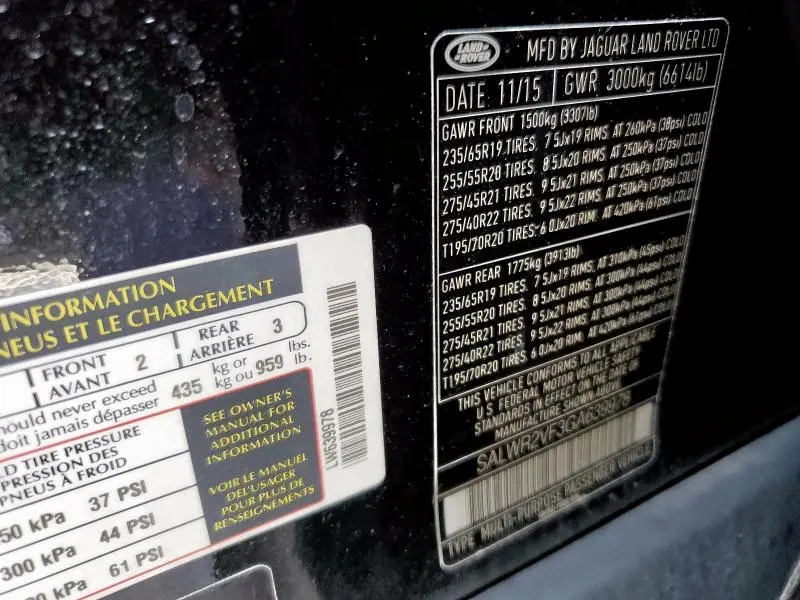 INFORMATION
NEUS ET LE CHARGEMENT
FRONT
AVANT
2
REAR
ARRIÈRE
3
ould never exceed
doit jamais dépasser
435
kg or
kg ou
959
lbs.
lb.
D TIRE PRESSURE
PRESSION DES
PNEUS À FROID
50 kPa 37 PSI
300 kPa 44 PSI
0 kPa 61 PSI
SEE OWNER'S
MANUAL FOR
ADDITIONAL
INFORMATION
VOIR LE MANUEL
DE L'USAGER
POUR PLUS DE
RENSEIGNEMENTS
LW639978
LAND ROVER
MFD BY JAGUAR LAND ROVER LTD
DATE: 11/15 GWR 3000kg (6614lb)
GAWR FRONT 1500kg (3307lb)
235/65R19 TIRES. 7 5Jx19 RIMS. AT 260kPa (38psi) COLD
255/55R20 TIRES. 8 5Jx20 RIMS. AT 250kPa (37psi) COLD
275/45R21 TIRES. 9 5Jx21 RIMS. AT 250kPa (37psi) COLD
275/40R22 TIRES. 9 5Jx22 RIMS. AT 250kPa (37psi) COLD
T195/70R20 TIRES: 6 0Jx20 RIM. AT 420kPa (61psi) COLD
GAWR REAR 1775kg (3913lb)
235/65R19 TIRES. 7 5Jx19 RIMS. AT 310kPa (45psi) COLD
255/55R20 TIRES. 8 5Jx20 RIMS. AT 300kPa (44psi) COLD
275/45R21 TIRES. 9 5Jx21 RIMS. AT 300kPa (44psi) COLD
275/40R22 TIRES. 9 5Jx22 RIMS. AT 300kPa (44psi) COLD
T195/70R20 TIRES. 6 0Jx20 RIM. AT 420kPa (61psi) COLD
THIS VEHICLE CONFORMS TO ALL APPLICABLE
U.S. FEDERAL MOTOR VEHICLE SAFETY
STANDARDS IN EFFECT ON THE DATE OF
MANUFACTURE SHOWN ABOVE.
SALWR2VF3GA639978
TYPE MULTI-PURPOSE PASSENGER VEHICLE